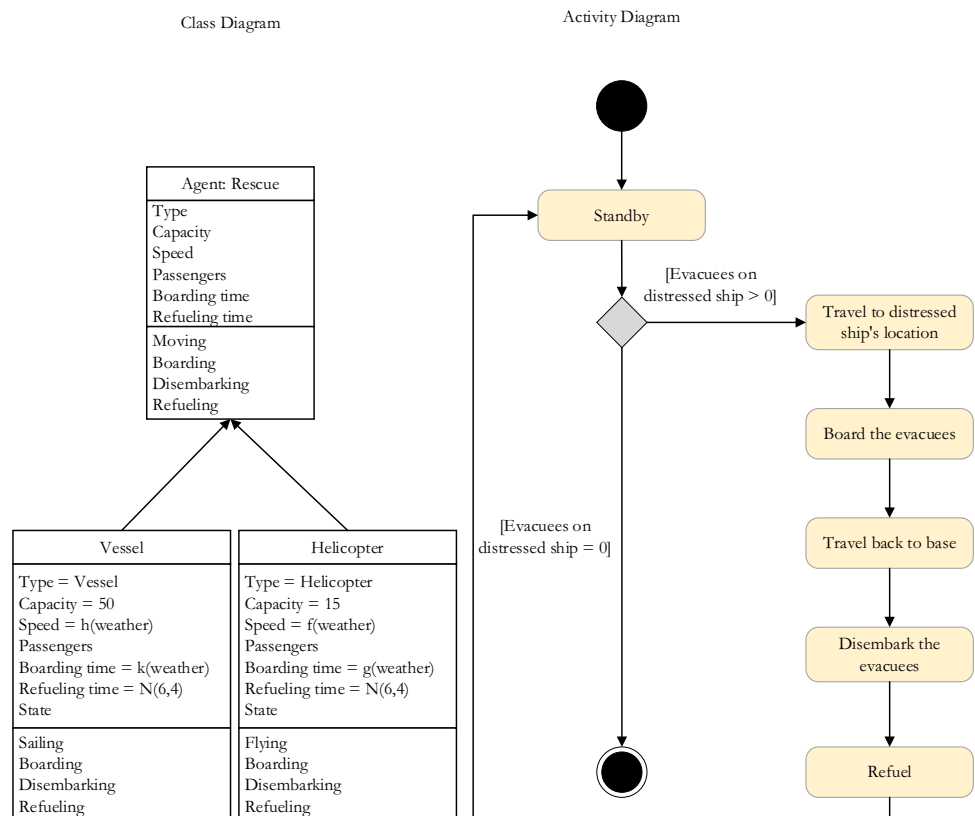 Class Diagram
Activity Diagram
Agent: Rescue
Type
Capacity
Speed
Passengers
Boarding time
Refueling time
Moving
Boarding
Disembarking
Refueling
Vessel
Type = Vessel
Capacity = 50
Speed = h(weather)
Passengers
Boarding time = k(weather)
Refueling time = N(6,4)
State
Sailing
Boarding
Disembarking
Refueling
Helicopter
Type = Helicopter
Capacity = 15
Speed = f(weather)
Passengers
Boarding time = g(weather)
Refueling time = N(6,4)
State
Flying
Boarding
Disembarking
Refueling
Standby
[Evacuees on
distressed ship > 0]
Travel to distressed
ship's location
Board the evacuees
[Evacuees on
distressed ship = 0]
Travel back to base
Disembark the
evacuees
Refuel